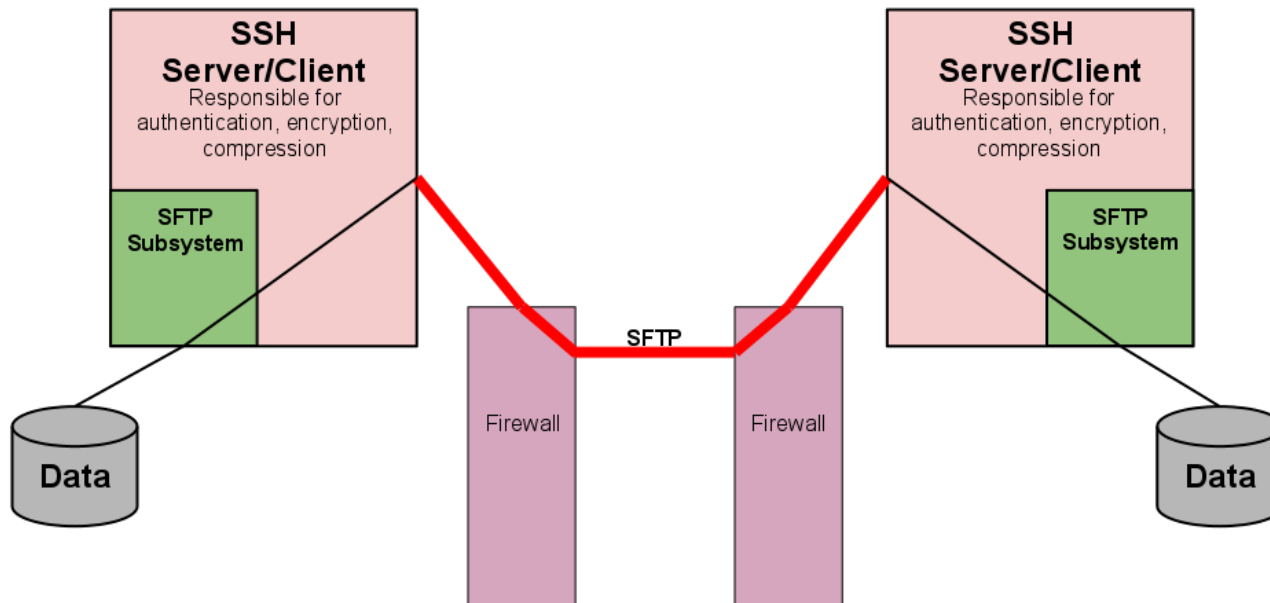 SSH
Server/Client
Responsible for
authentication, encryption,
compression
SFTP
Subsystem
Data
Firewall
SFTP
Firewall
SSH
Server/Client
Responsible for
authentication, encryption,
compression
SFTP
Subsystem
Data